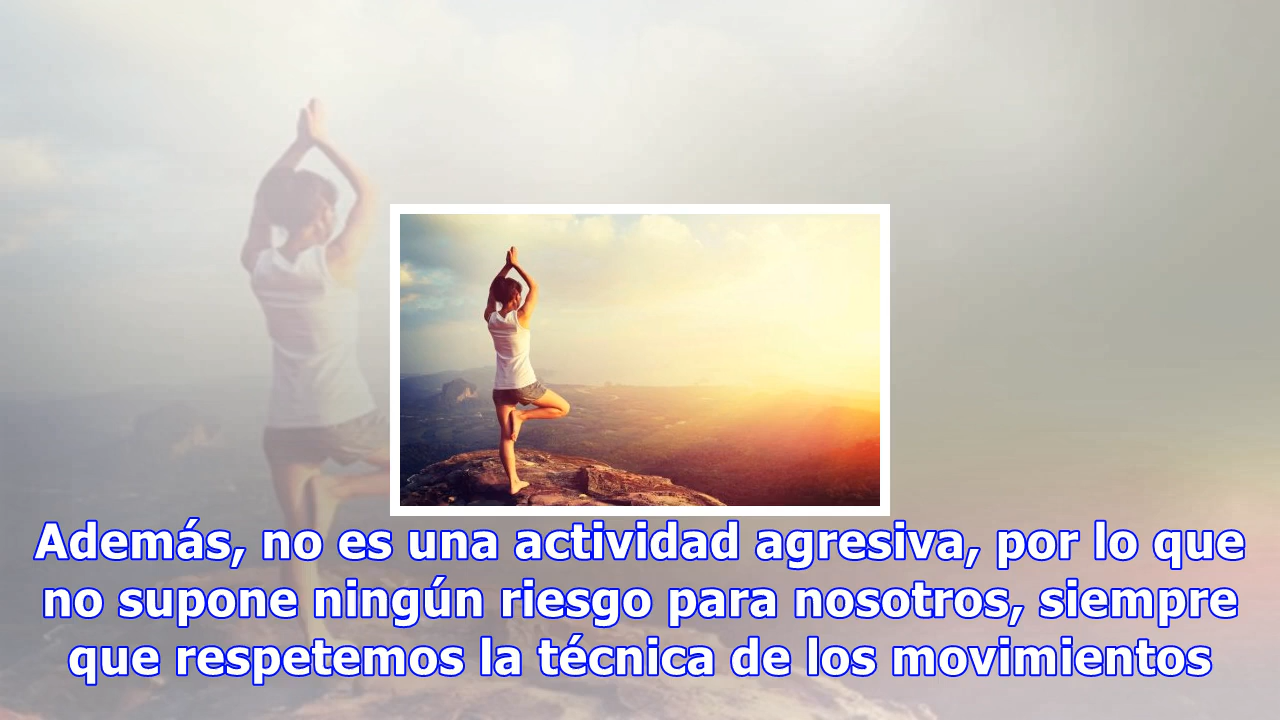 Además, no es una actividad agresiva, por lo que
no supone ningún riesgo para nosotros, siempre
que respetemos la técnica de los movimientos